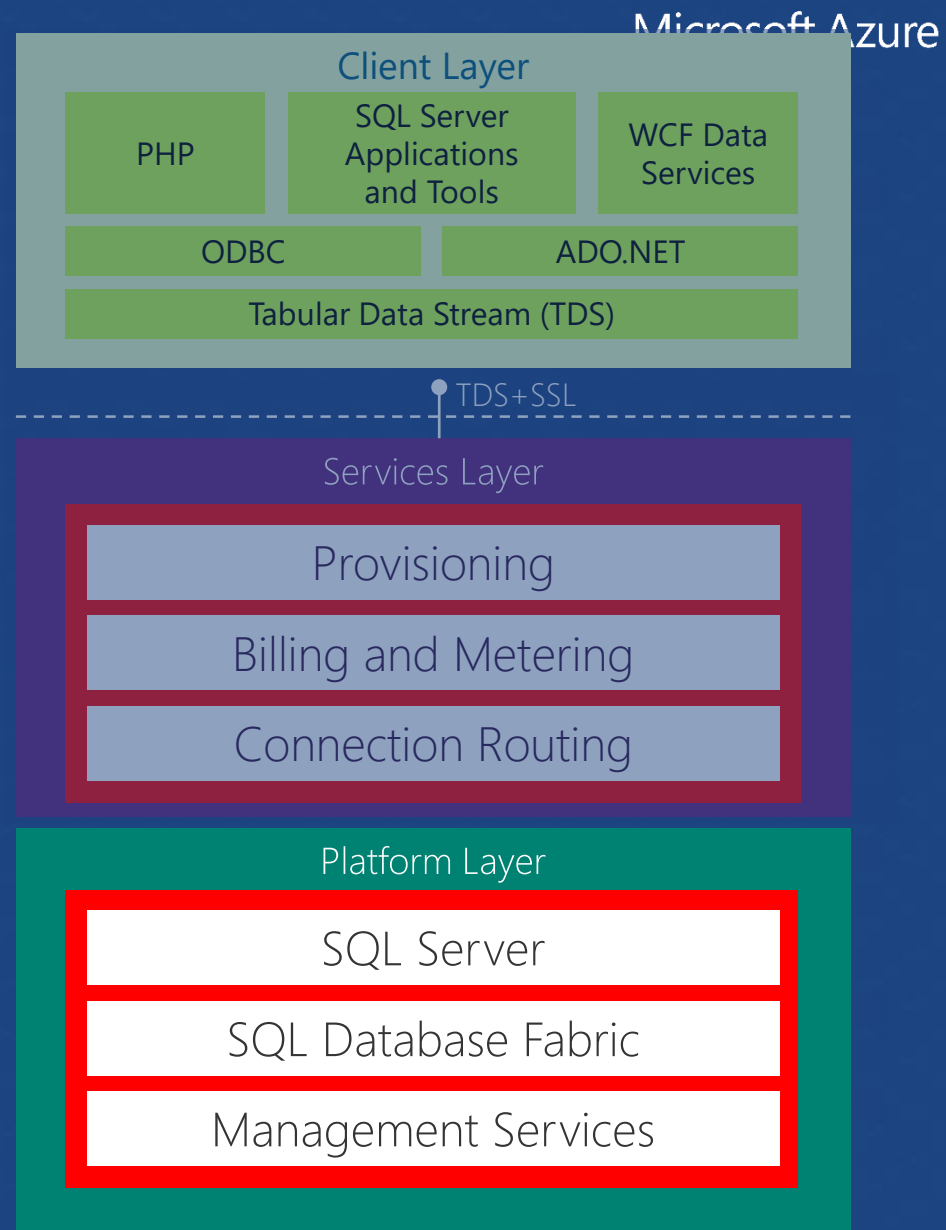 Microsoft Azure
Client Layer
PHP
SQL Server
Applications
and Tools
WCF Data
Services
ODBC
ADO.NET
Tabular Data Stream (TDS)
TDS+SSL
Services Layer
Provisioning
Billing and Metering
Connection Routing
Platform Layer
SQL Server
SQL Database Fabric
Management Services